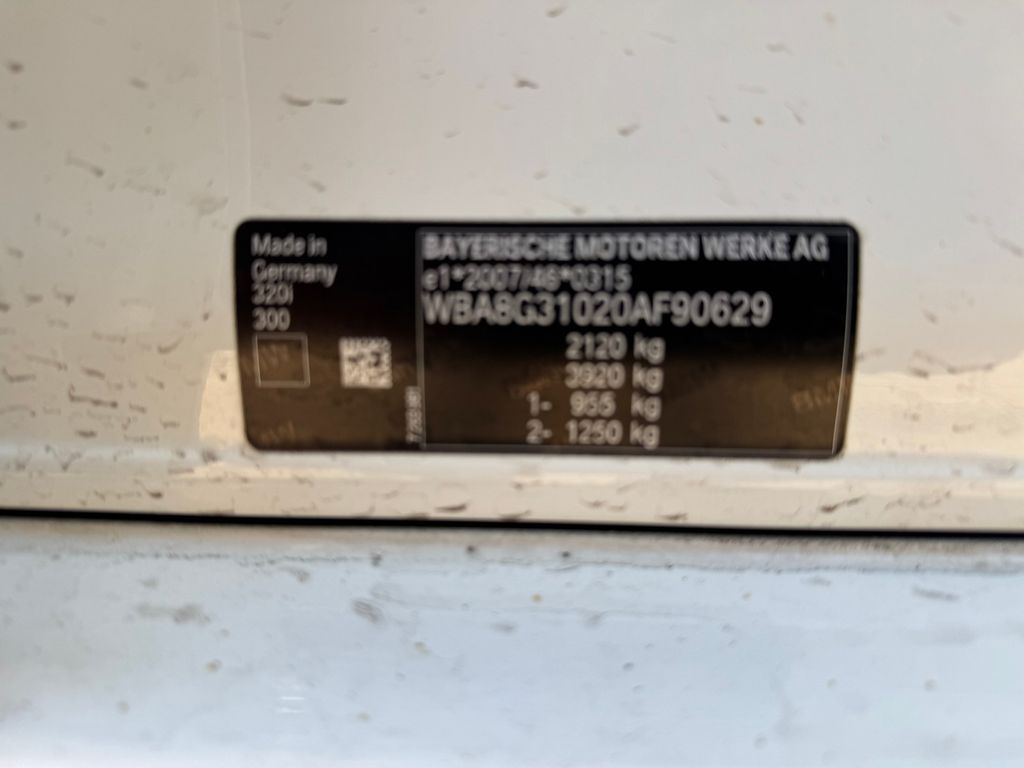 Made in
Germany
320i
300
BAYERISCHE MOTOREN WERKE AG
e1*2007/46*0315
WBA8G31020AF90629
2120 kg
3920 kg
1- 955 kg
2- 1250 kg